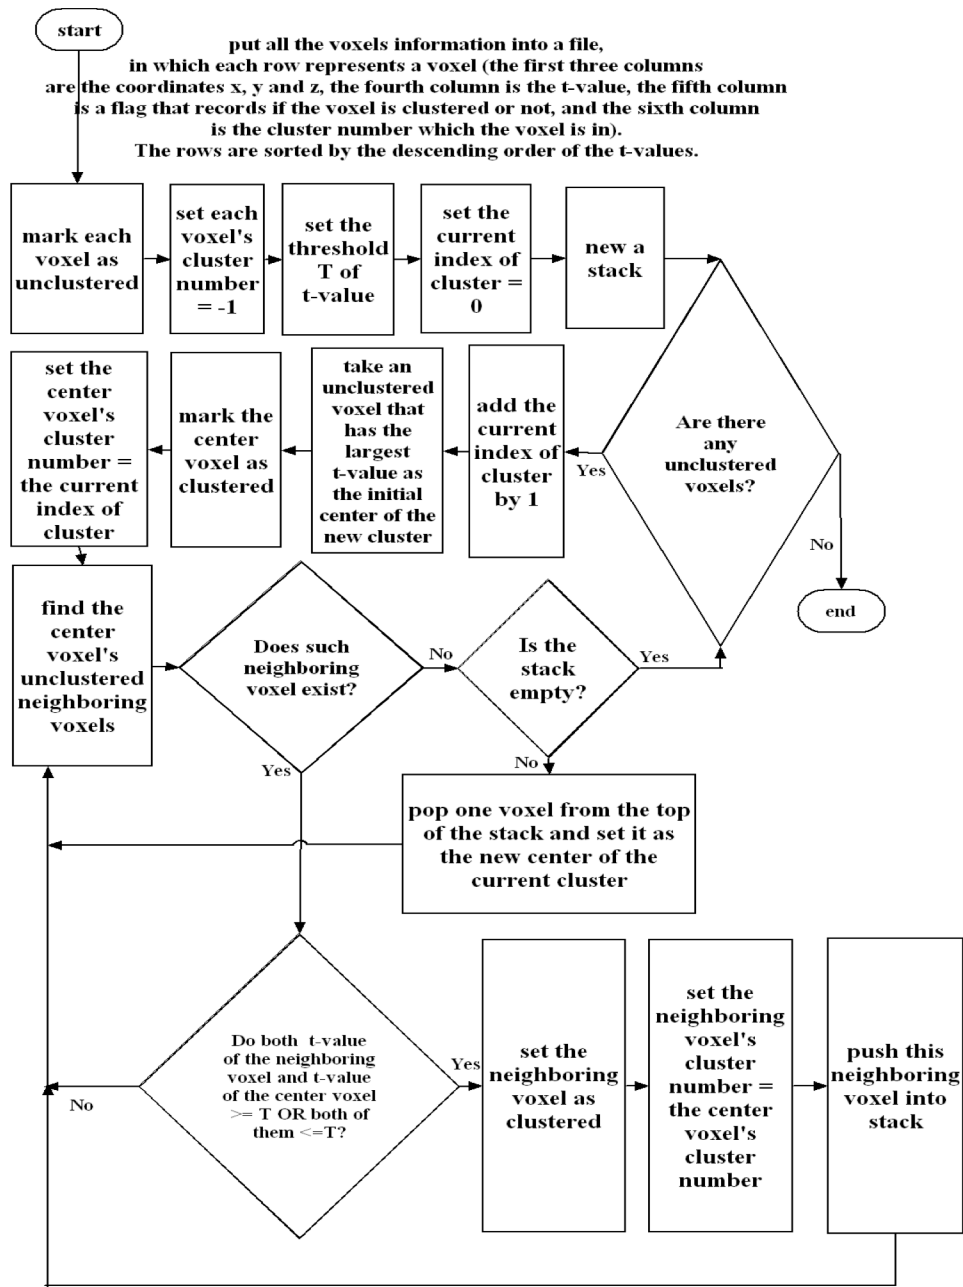 start
put all the voxels information into a file,
in which each row represents a voxel (the first three columns
are the coordinates x, y and z, the fourth column is the t-value, the fifth column
is a flag that records if the voxel is clustered or not, and the sixth column
is the cluster number which the voxel is in).
The rows are sorted by the descending order of the t-values.
mark each
voxel as
unclustered
set each
voxel's
cluster
number
= -1
set the
threshold
T of
t-value
set the
current
index of
cluster =
0
new a
stack
Are there
any
unclustered
voxels?
Yes
No
end
add the
current
index of
cluster
by 1
take an
unclustered
voxel that
has the
largest
t-value as
the initial
center of the
new cluster
mark the
center
voxel as
clustered
set the
center
voxel's
cluster
number =
the current
index of
cluster
find the
center
voxel's
unclustered
neighboring
voxels
Does such
neighboring
voxel exist?
No
Yes
Is the
stack
empty?
Yes
No
pop one voxel from the top
of the stack and set it as
the new center of the
current cluster
Do both t-value
of the neighboring
voxel and t-value
of the center voxel
>= T OR both of
them <=T?
No
Yes
set the
neighboring
voxel as
clustered
set the
neighboring
voxel's
cluster
number =
the center
voxel's
cluster
number
push this
neighboring
voxel into
stack